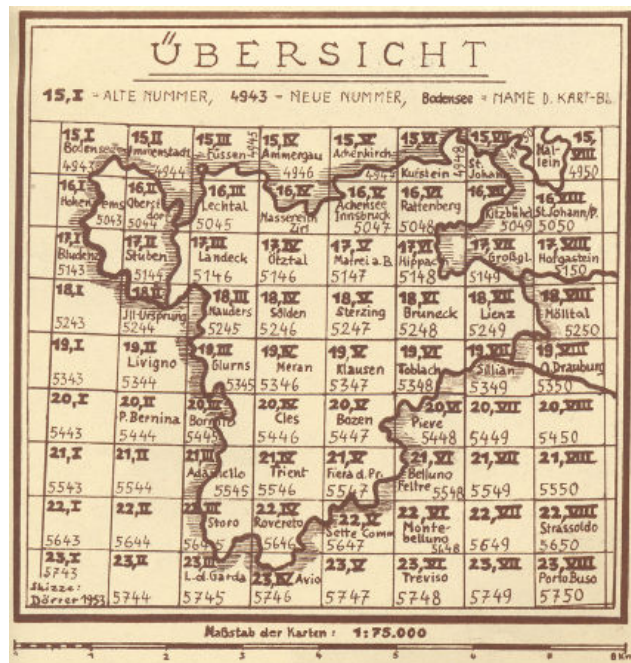 ÜBERSICHT
15,I = ALTE NUMMER, 4943 = NEUE NUMMER, Bodensee = NAME D. KART-BL.
15,I 15,II 15,III 15,IV 15,V 15,VI 15,VII 15, VIII
Bodensee Immenstadt Füssen Ammergau Achenkirch Kufstein St. Johann Hallein
4943 4944 4945 4946 4947 4948 4950
16,I 16,II 16,III 16,IV 16,V 16,VI 16,VII 16,VIII
Hohenems Oberstdorf Lechtal Nassereith Zirl Achensee Innsbruck Rattenberg Kitzbühel St.Johann/P.
5043 5044 5045 5047 5048 5049 5050
17,I 17,II 17,III 17,IV 17,V 17,VI 17,VII 17,VIII
Bludenz Stuben Landeck Ötztal Matrei a.B. Hippach Großgl. Hofgastein
5143 5144 5146 5146 5147 5148 5149 5150
18,I 18,II 18,III 18,IV 18,V 18,VI 18,VII 18,VIII
Jll-Ursprung Nauders Sölden Sterzing Bruneck Lienz Mölltal
5243 5244 5245 5246 5247 5248 5249 5250
19,I 19,II 19,III 19,IV 19,V 19,VI 19,VII 19,VIII
Livigno Glurns Meran Klausen Toblach Sillian O.Drauburg
5343 5344 5345 5346 5347 5348 5349 5350
20,I 20,II 20,III 20,IV 20,V 20,VI 20,VII 20,VIII
P.Bernina Bormio Cles Bozen Pieve
5443 5444 5445 5446 5447 5448 5449 5450
21,I 21,II 21,III 21,IV 21,V 21,VI 21,VII 21,VIII
Adamello Trient Fiera d. Pr. Belluno Feltre
5543 5544 5545 5546 5547 5548 5549 5550
22,I 22,II 22,III 22,IV 22,V 22,VI 22,VII 22,VIII
Storo Rovereto Sette Com Montebelluno Strassoldo
5643 5644 5645 5646 5647 5648 5649 5650
23,I 23,II 23,III 23,IV 23,V 23,VI 23,VII 23,VIII
L.d.Garda Avio Treviso Porto Buso
5743 5744 5745 5746 5747 5748 5749 5750
Skizze:
Dörrer 1953
Maßstab der Karten: 1:75.000
1 2 3 4 5 6 7 8 Km